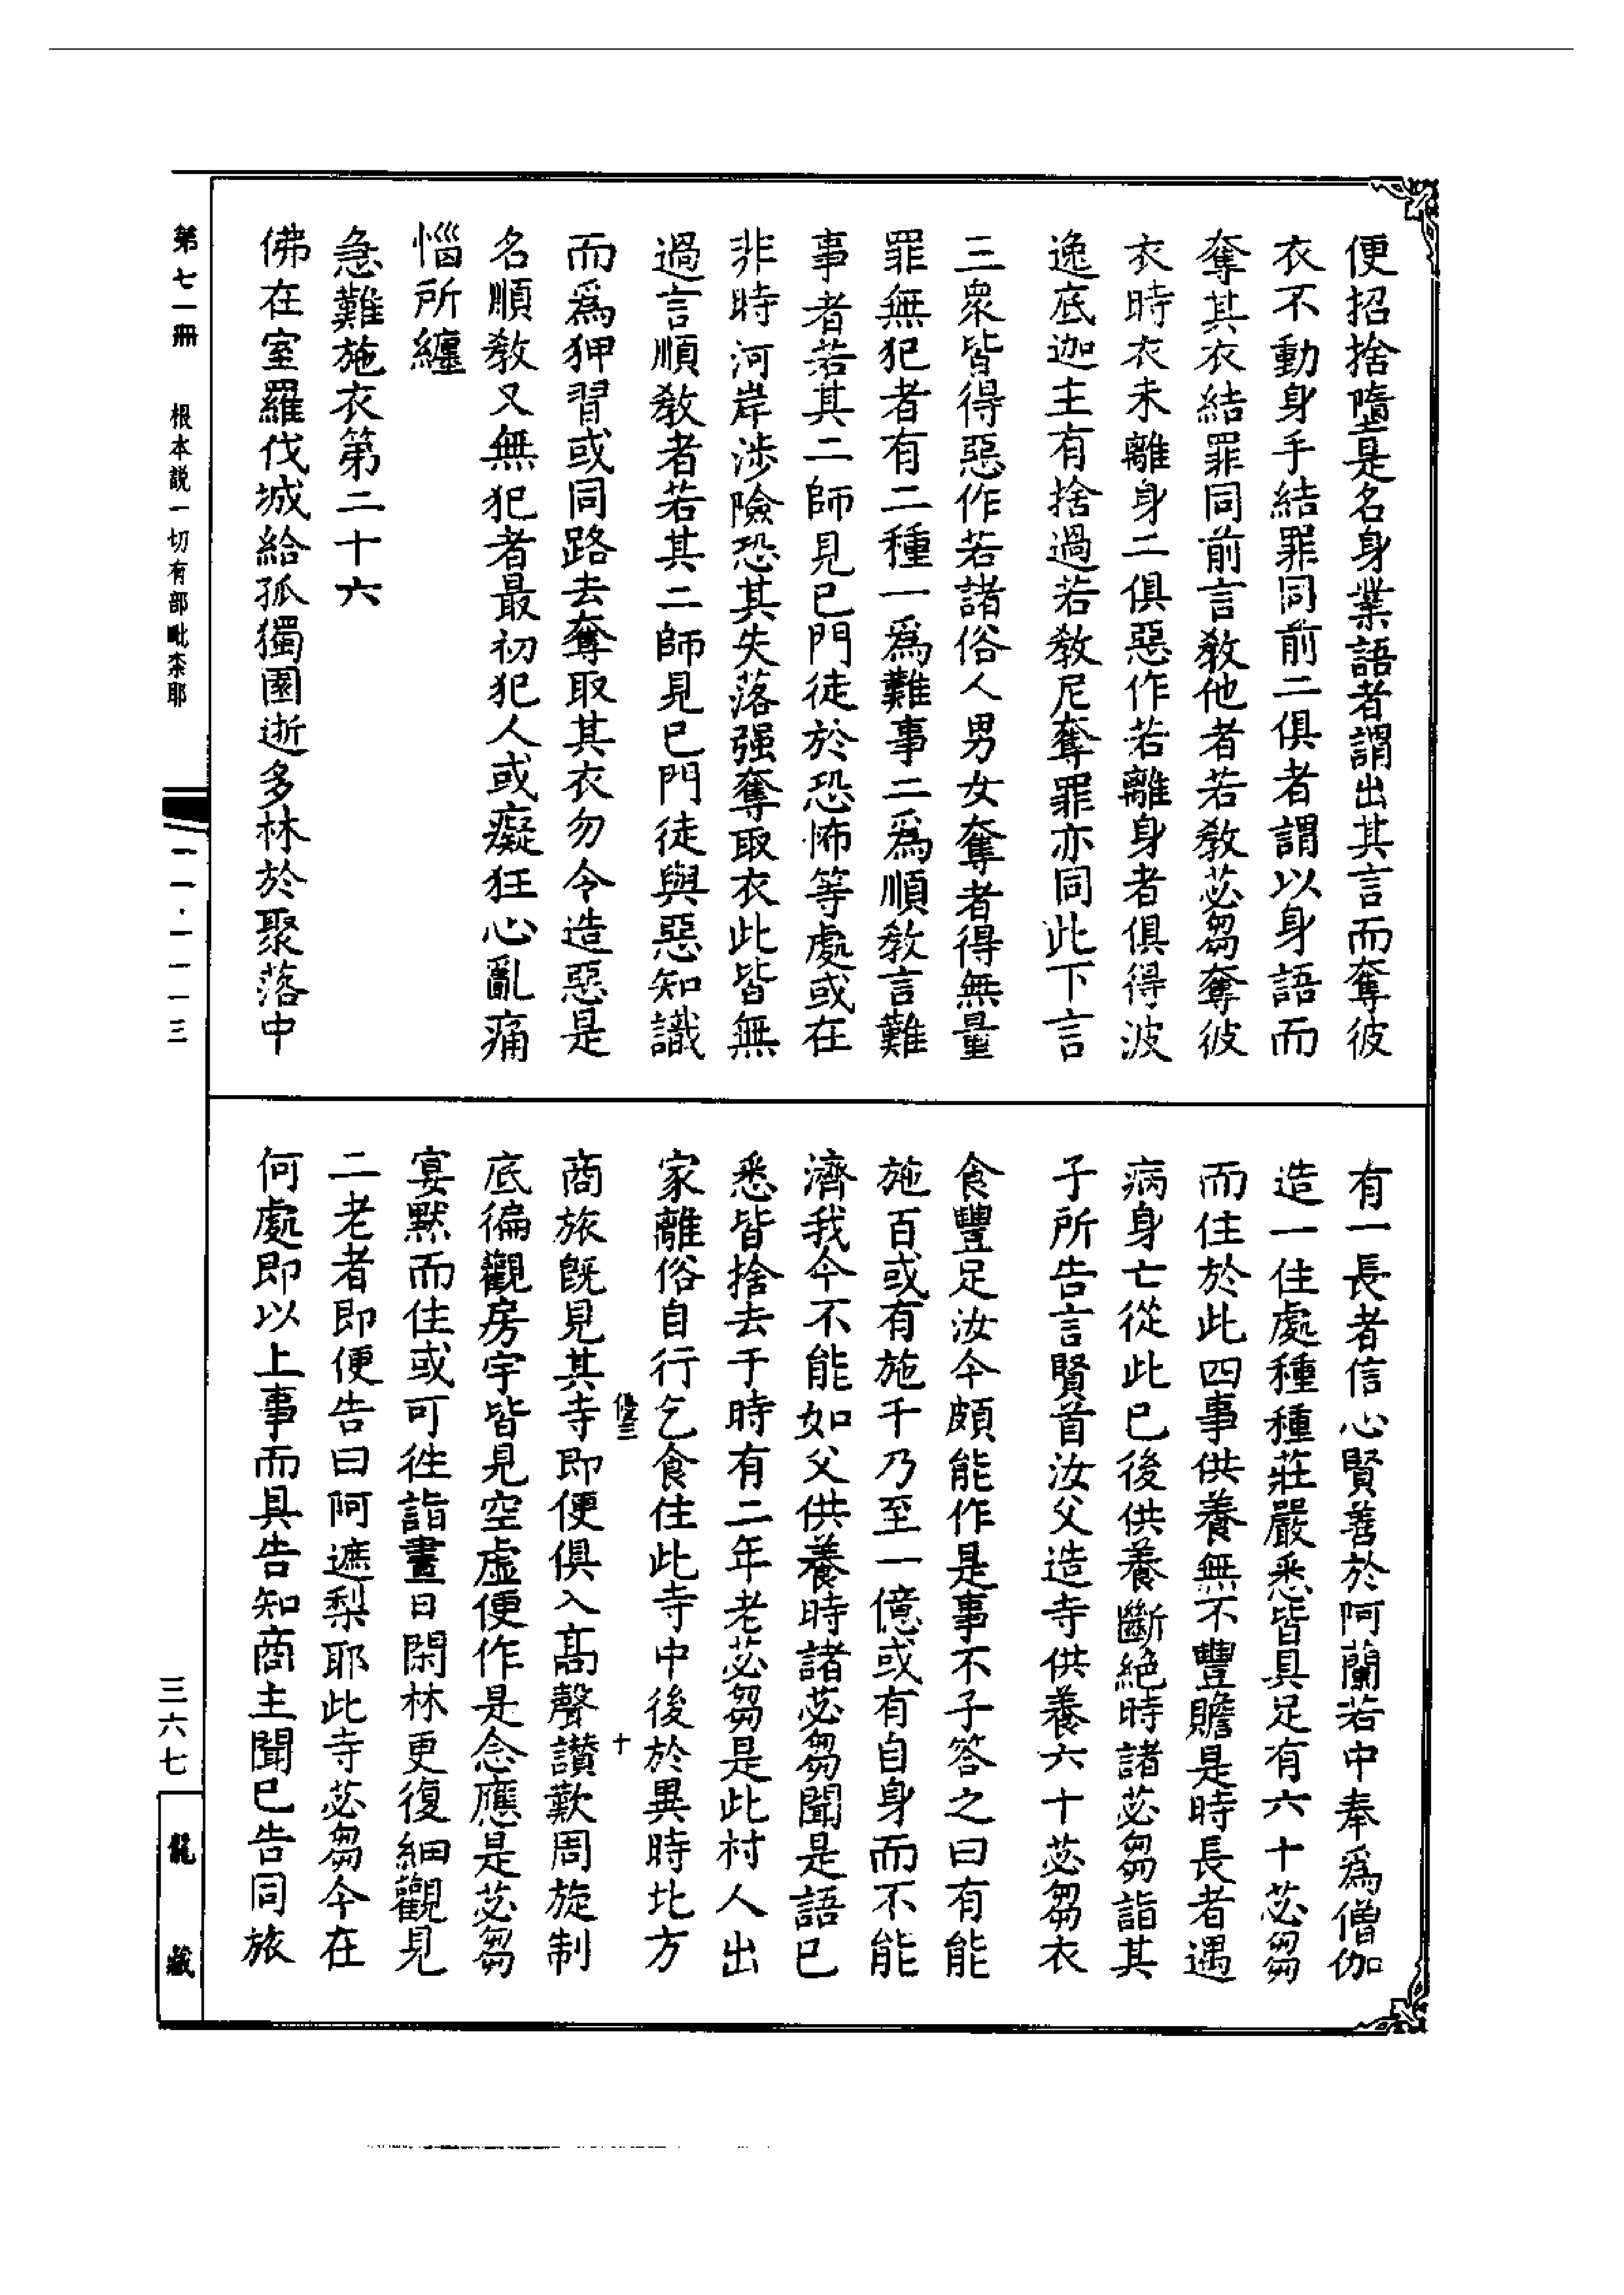 便招捨墮是名身業語者謂出其言而奪彼
衣不動身手結罪同前二俱者謂以身語而
奪其衣結罪同前言教他者若教苾芻奪彼
衣時衣未離身二俱惡作若離身者俱得波
逸底迦主有捨過若教尼奪罪亦同此下言
三衆皆得惡作若諸俗人男女奪者得無量
罪無犯者有二種一爲難事二爲順教言難
事者若其二師見已門徒於恐怖等處或在
非時河岸涉險恐其失落强奪取衣此皆無
過言順教者若其二師見已門徒與惡知識
而爲狎習或同路去奪取其衣勿令造惡是
名順教又無犯者最初犯人或癡狂心亂痛
惱所纏
急難施衣第二十六
佛在室羅伐城給孤獨園逝多林於聚落中
有一長者信心賢善於阿蘭若中奉爲僧伽
造一住處種種莊嚴悉皆具足有六十苾芻
而住於此四事供養無不豐贍是時長者遇
病身亡從此已後供養斷絕時諸苾芻詣其
子所告言賢首汝父造寺供養六十苾芻衣
食豐足汝今頗能作是事不子答之曰有能
施百或有施千乃至一億或有自身而不能
濟我今不能如父供養時諸苾芻聞是語已
悉皆捨去于時有二年老苾芻是此村人出
家離俗自行乞食住此寺中後於異時北方
商旅旣見其寺即便俱入高聲讃歎周旋制
底徧觀房宇皆見空虛便作是念應是苾芻
宴默而住或可徃詣晝日閑林更復細觀見
二老者即便告曰阿遮梨耶此寺苾芻今在
何處即以上事而具告知商主聞已告同旅
十
第七一冊
根本説一切有部毗柰耶
一一·一一一三
三六七
龍藏